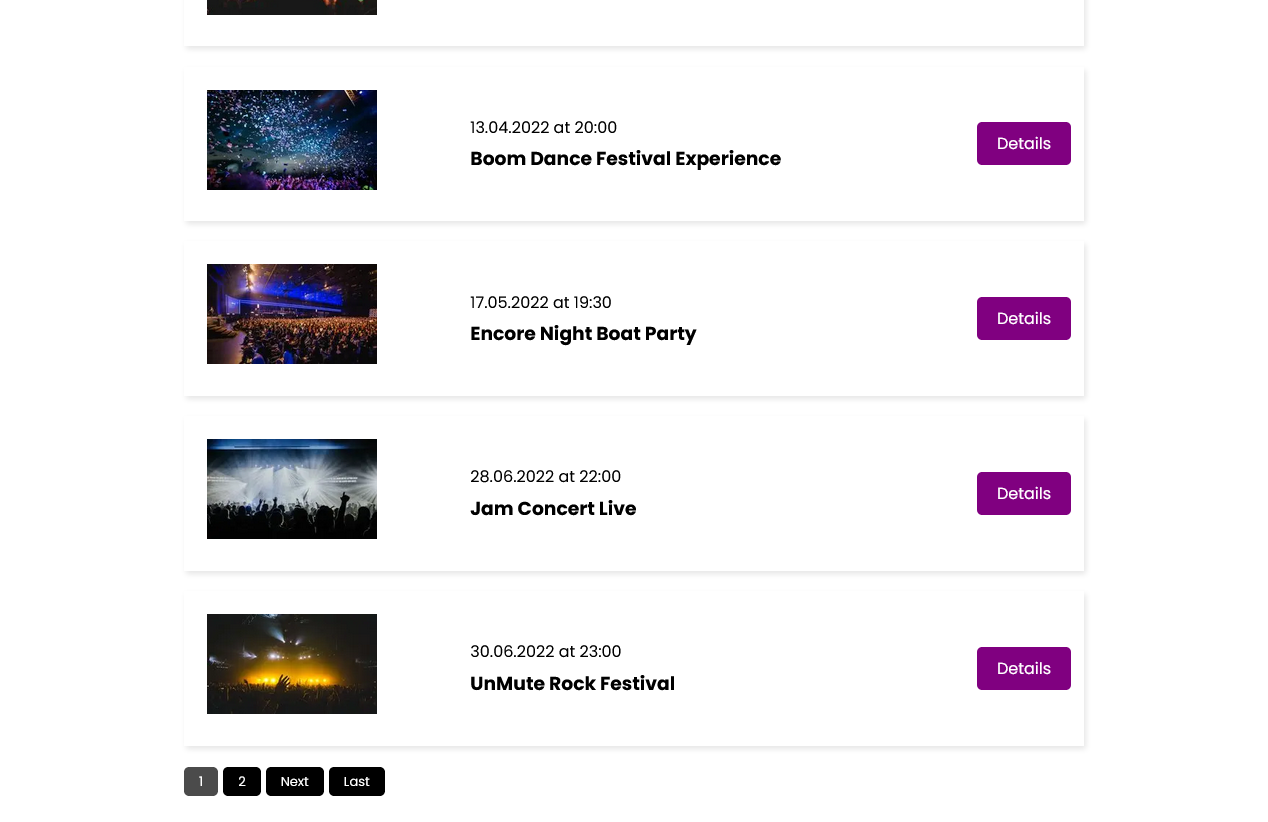 13.04.2022 at 20:00
Boom Dance Festival Experience
Details
17.05.2022 at 19:30
Encore Night Boat Party
Details
28.06.2022 at 22:00
Jam Concert Live
Details
30.06.2022 at 23:00
UnMute Rock Festival
Details
1 2 Next Last